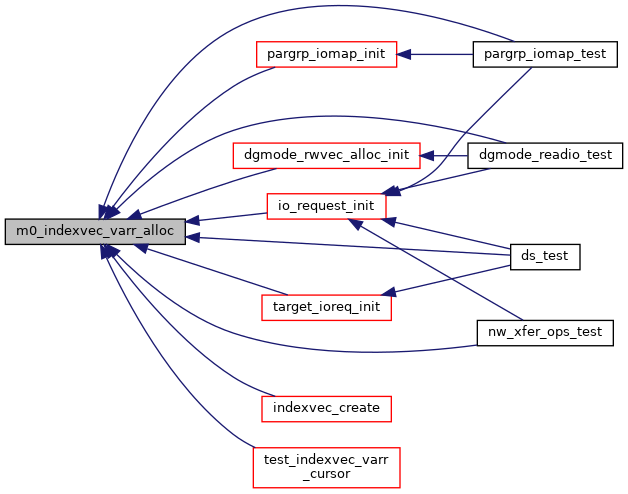 pargrp_iomap_test
pargrp_iomap_init
dgmode_rwvec_alloc_init
dgmode_readio_test
io_request_init
m0_indexvec_varr_alloc
ds_test
target_ioreq_init
nw_xfer_ops_test
indexvec_create
test_indexvec_varr
_cursor